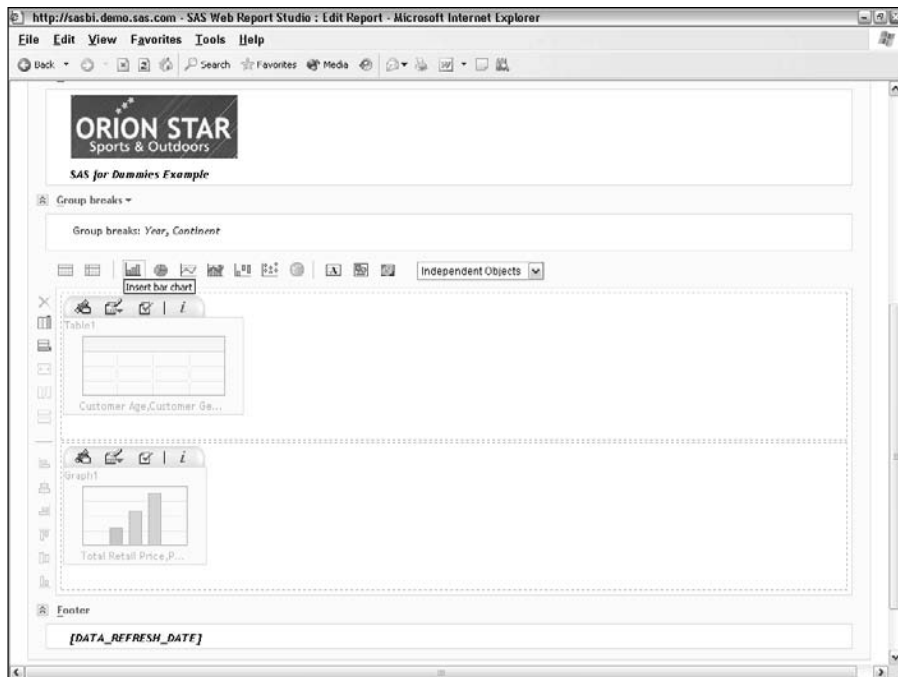 http://sasbi.demo.sas.com - SAS Web Report Studio : Edit Report - Microsoft Internet Explorer
File Edit View Favorites Tools Help
Back Search Favorites Media
ORION STAR
Sports & Outdoors
SAS for Dummies Example
Group breaks
Group breaks: Year, Continent
Independent Objects
Insert bar chart
Table1
Customer Age,Customer Ge...
Graph1
Total Retail Price,P...
Footer
[DATA_REFRESH_DATE]